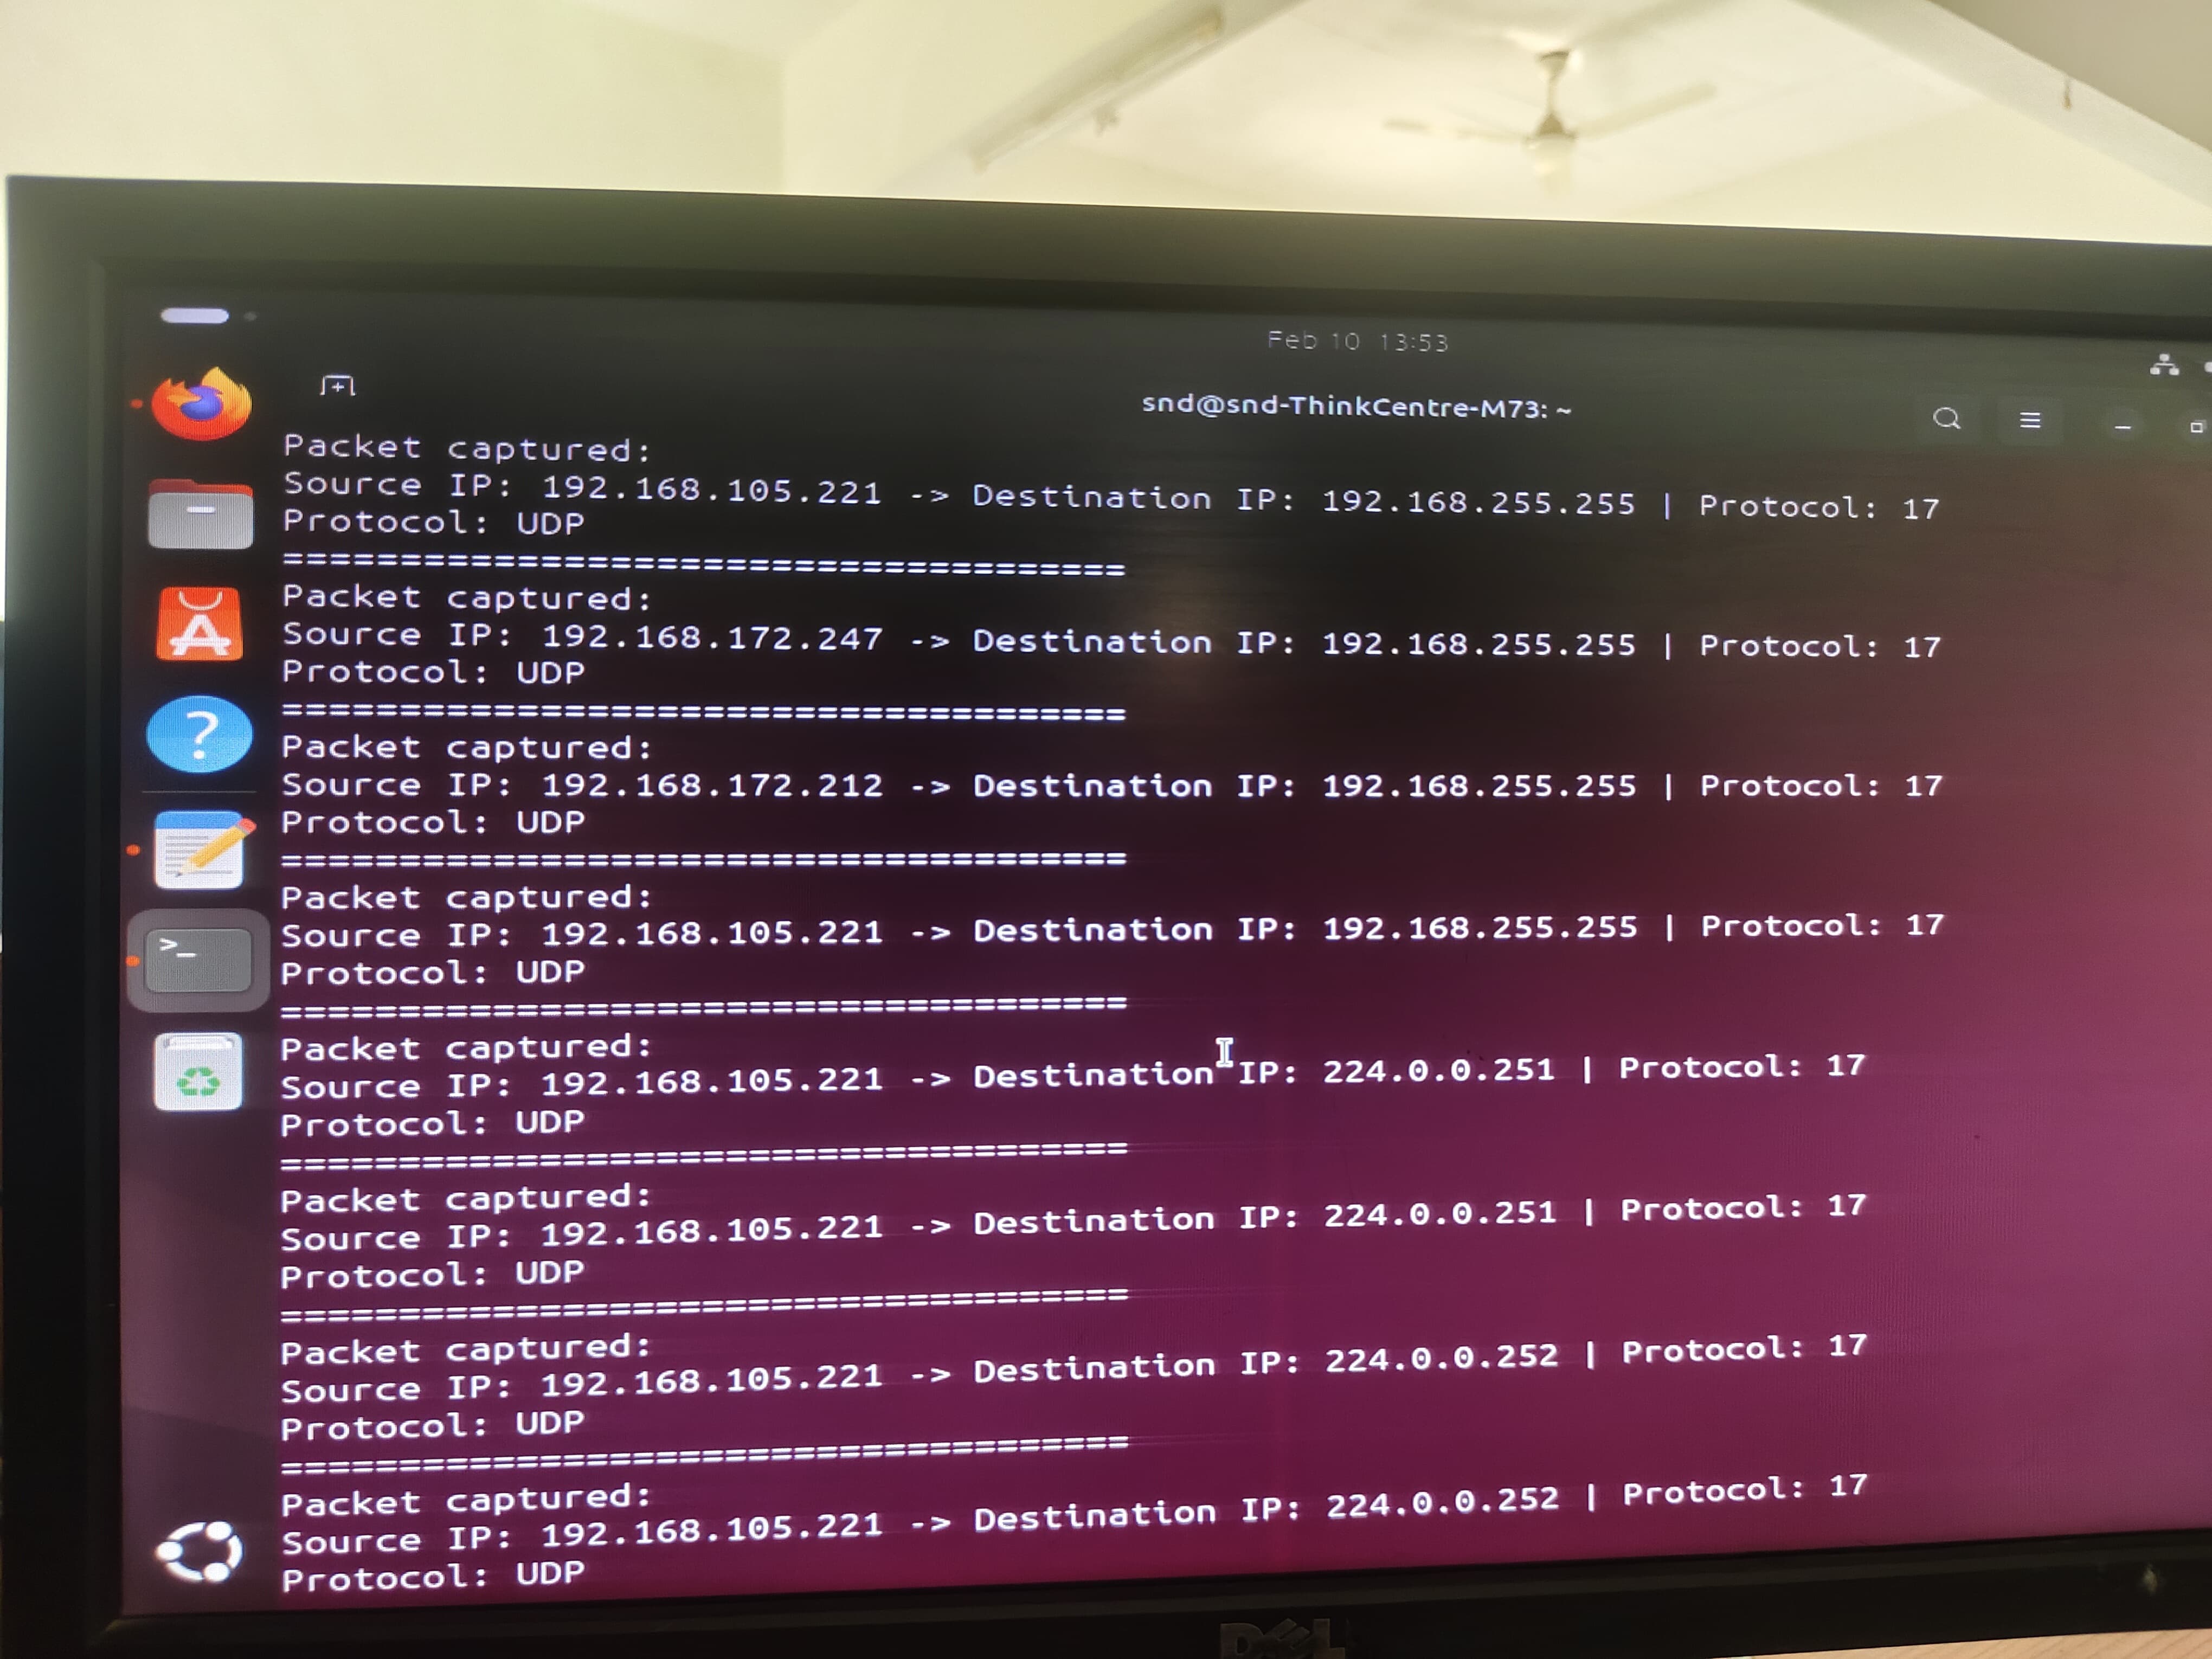 Feb 10 13:53
snd@snd-ThinkCentre-M73: ~
Packet captured:
Source IP: 192.168.105.221 -> Destination IP: 192.168.255.255 | Protocol: 17
Protocol: UDP
====================================
Packet captured:
Source IP: 192.168.172.247 -> Destination IP: 192.168.255.255 | Protocol: 17
Protocol: UDP
====================================
Packet captured:
Source IP: 192.168.172.212 -> Destination IP: 192.168.255.255 | Protocol: 17
Protocol: UDP
====================================
Packet captured:
Source IP: 192.168.105.221 -> Destination IP: 192.168.255.255 | Protocol: 17
Protocol: UDP
====================================
Packet captured:
Source IP: 192.168.105.221 -> Destination IP: 224.0.0.251 | Protocol: 17
Protocol: UDP
====================================
Packet captured:
Source IP: 192.168.105.221 -> Destination IP: 224.0.0.251 | Protocol: 17
Protocol: UDP
====================================
Packet captured:
Source IP: 192.168.105.221 -> Destination IP: 224.0.0.252 | Protocol: 17
Protocol: UDP
====================================
Packet captured:
Source IP: 192.168.105.221 -> Destination IP: 224.0.0.252 | Protocol: 17
Protocol: UDP
DELL